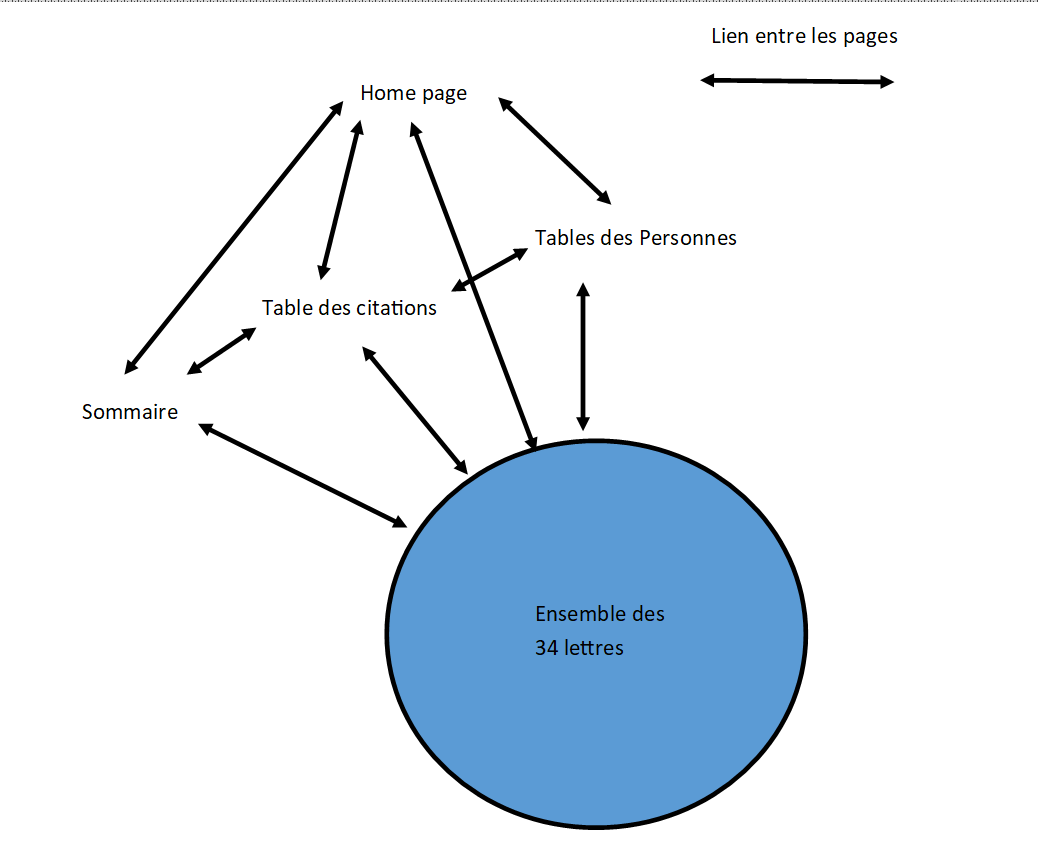 Lien entre les pages
Home page
Tables des Personnes
Table des citations
Sommaire
Ensemble des
34 lettres